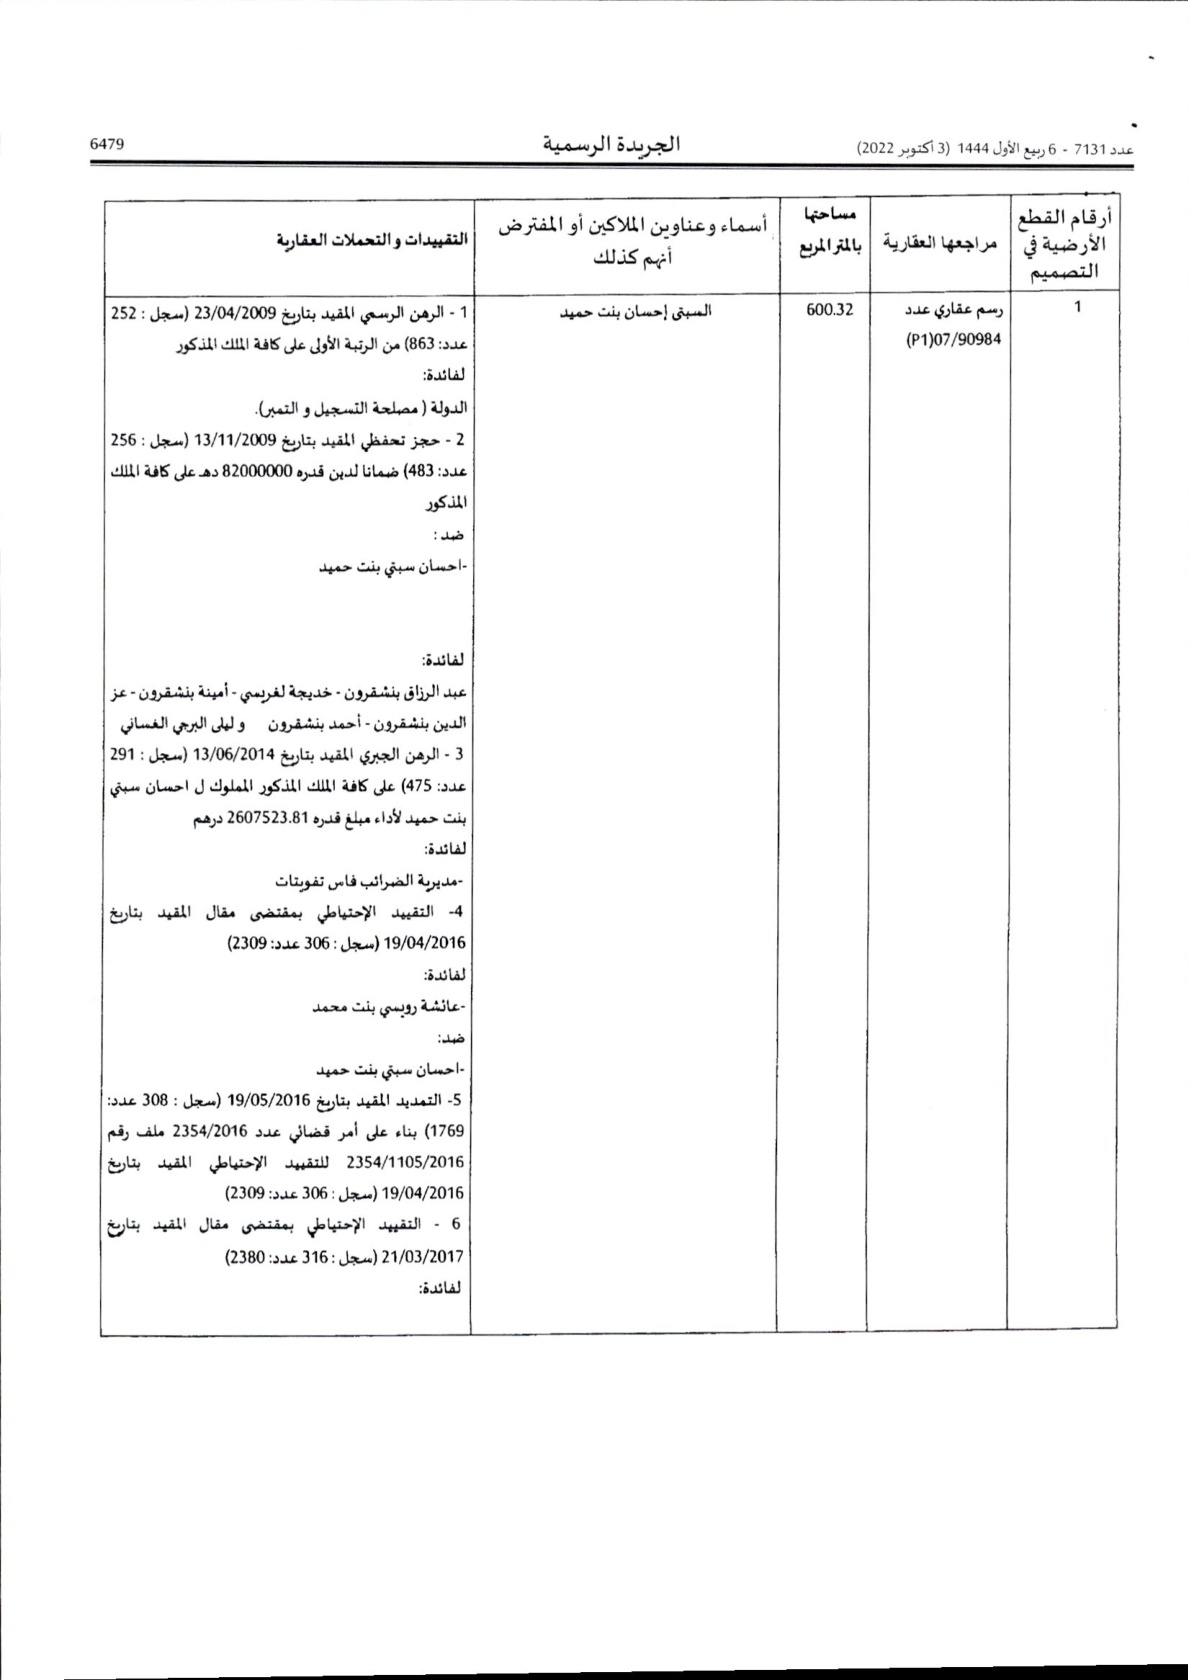 عدد 7131 - 6 ربيع الأول 1444 (3 أكتوبر 2022)
الجريدة الرسمية
6479
أرقام القطع
الأرضية في
التصميم
مراجعها العقارية
مساحتها
بالمتر المربع
أسماء وعناوين الملاكين أو المفترض
أنهم كذلك
التقييدات و التحملات العقارية
1
رسم عقاري عدد
07/90984(P1)
600.32
السبتى إحسان بنت حميد
1 - الرهن الرسمي المقيد بتاريخ 23/04/2009 (سجل : 252
عدد: 863) من الرتبة الأولى على كافة الملك المذكور
لفائدة:
الدولة ( مصلحة التسجيل و التمبر).
2 - حجز تحفظي المقيد بتاريخ 13/11/2009 (سجل : 256
عدد: 483) ضمانا لدين قدره 82000000 دهـ على كافة الملك
المذكور
ضد :
-احسان سبتي بنت حميد
لفائدة:
عبد الرزاق بنشقرون - خديجة لغريسي - أمينة بنشقرون - عز
الدين بنشقرون - أحمد بنشقرون و ليلى البرجي الغساني
3 - الرهن الجبري المقيد بتاريخ 13/06/2014 (سجل : 291
عدد: 475) على كافة الملك المذكور المملوك ل احسان سبتي
بنت حميد لأداء مبلغ قدره 2607523.81 درهم
لفائدة:
-مديرية الضرائب فاس تفويتات
4- التقييد الإحتياطي بمقتضى مقال المقيد بتاريخ
19/04/2016 (سجل : 306 عدد: 2309)
لفائدة:
-عائشة رويسي بنت محمد
ضد:
-احسان سبتي بنت حميد
5- التمديد المقيد بتاريخ 19/05/2016 (سجل : 308 عدد:
1769) بناء على أمر قضائي عدد 2354/2016 ملف رقم
2354/1105/2016 للتقييد الإحتياطي المقيد بتاريخ
19/04/2016 (سجل : 306 عدد: 2309)
6 - التقييد الإحتياطي بمقتضى مقال المقيد بتاريخ
21/03/2017 (سجل : 316 عدد: 2380)
لفائدة: